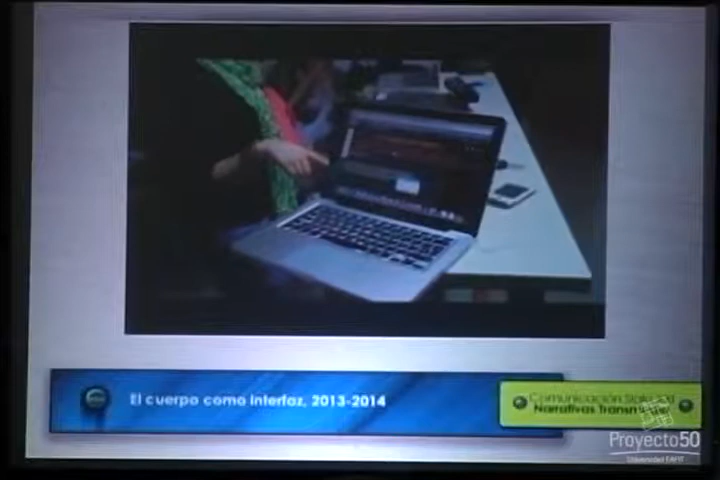 El cuerpo como interfaz, 2013-2014
Comunicación
Narrativas
Proyecto50
Universidad EAFIT